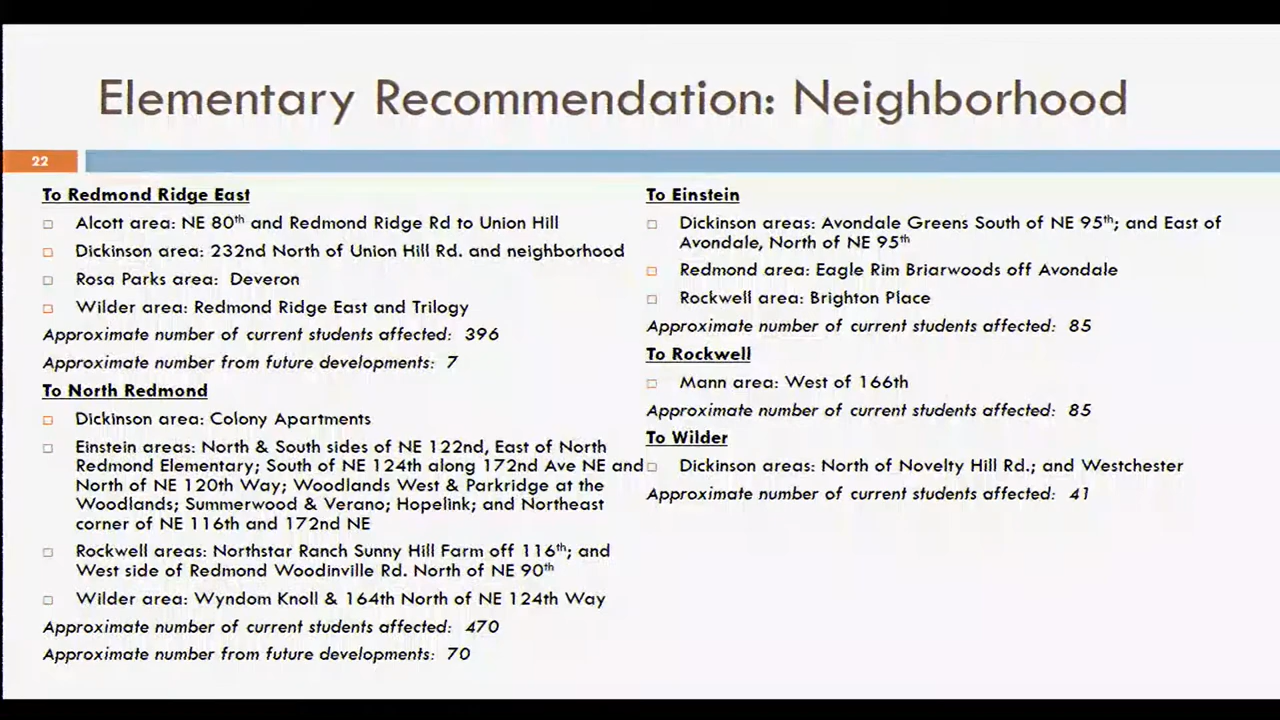 Elementary Recommendation: Neighborhood
22
To Redmond Ridge East
Alcott area: NE 80th and Redmond Ridge Rd to Union Hill
Dickinson area: 232nd North of Union Hill Rd. and neighborhood
Rosa Parks area:  Deveron
Wilder area: Redmond Ridge East and Trilogy
Approximate number of current students affected:  396
Approximate number from future developments:  7
To North Redmond
Dickinson area: Colony Apartments
Einstein areas: North & South sides of NE 122nd, East of North
Redmond Elementary; South of NE 124th along 172nd Ave NE and
North of NE 120th Way; Woodlands West & Parkridge at the
Woodlands; Summerwood & Verano; Hopelink; and Northeast
corner of NE 116th and 172nd NE
Rockwell areas: Northstar Ranch Sunny Hill Farm off 116th; and
West side of Redmond Woodinville Rd. North of NE 90th
Wilder area: Wyndom Knoll & 164th North of NE 124th Way
Approximate number of current students affected:  470
Approximate number from future developments:  70
To Einstein
Dickinson areas: Avondale Greens South of NE 95th; and East of
Avondale, North of NE 95th
Redmond area: Eagle Rim Briarwoods off Avondale
Rockwell area: Brighton Place
Approximate number of current students affected:  85
To Rockwell
Mann area: West of 166th
Approximate number of current students affected:  85
To Wilder
Dickinson areas: North of Novelty Hill Rd.; and Westchester
Approximate number of current students affected:  41